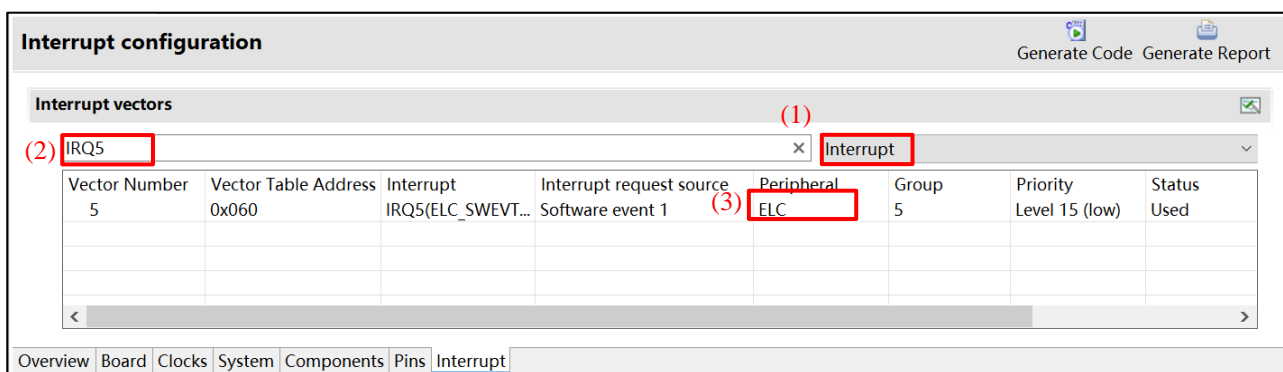 Interrupt configuration
Generate Code Generate Report
Interrupt vectors
(1)
(2) IRQ5 × Interrupt
Vector Number Vector Table Address Interrupt Interrupt request source Peripheral Group Priority Status
5 0x060 IRQ5(ELC_SWEVT... Software event 1 (3) ELC 5 Level 15 (low) Used
Overview Board Clocks System Components Pins Interrupt